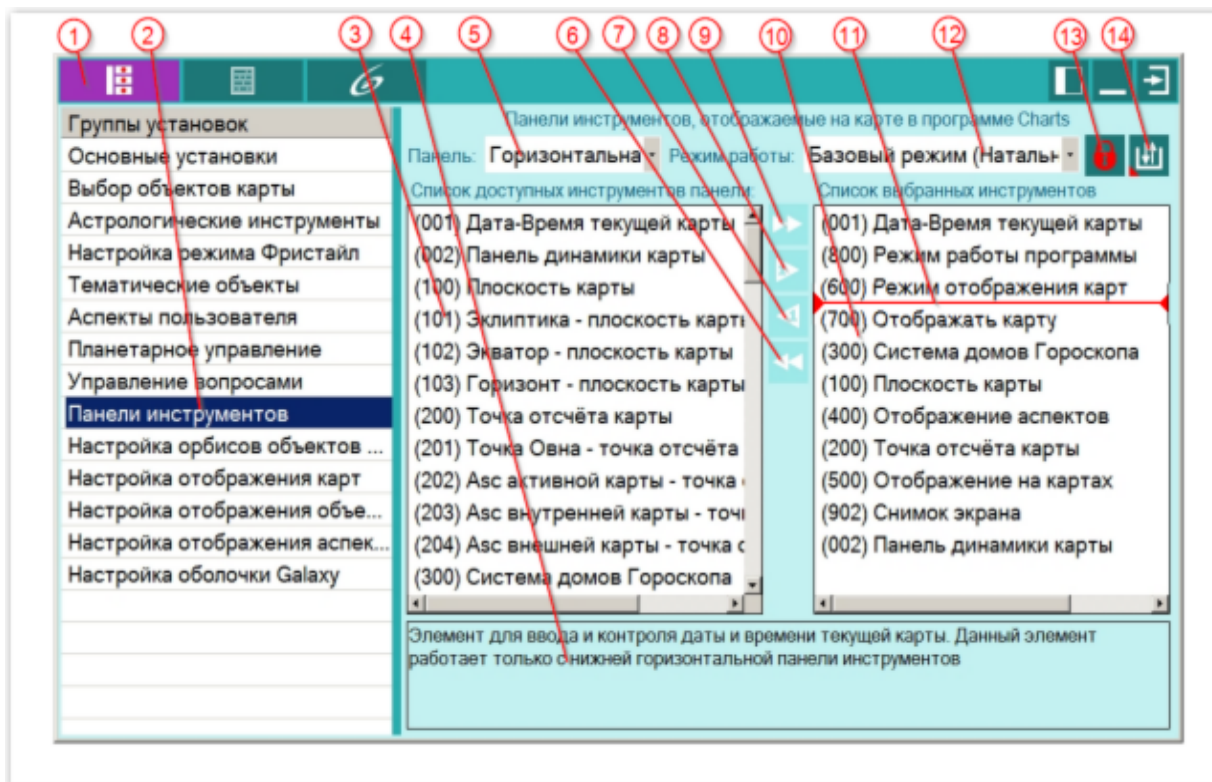 1 2 3 4 5 6 7 8 9 10 11 12 13 14
Группы установок
Основные установки
Выбор объектов карты
Астрологические инструменты
Настройка режима Фристайл
Тематические объекты
Аспекты пользователя
Планетарное управление
Управление вопросами
Панели инструментов
Настройка орбисов объектов ...
Настройка отображения карт
Настройка отображения объе...
Настройка отображения аспек...
Настройка оболочки Galaxy
Панели инструментов, отображаемые на карте в программе Charts
Панель: Горизонтальна Режим работы: Базовый режим (Натальн
Список доступных инструментов панели:
(001) Дата-Время текущей карты
(002) Панель динамики карты
(100) Плоскость карты
(101) Эклиптика - плоскость карты
(102) Экватор - плоскость карты
(103) Горизонт - плоскость карты
(200) Точка отсчёта карты
(201) Точка Овна - точка отсчёта
(202) Asc активной карты - точка
(203) Asc внутренней карты - точ
(204) Asc внешней карты - точка о
(300) Система домов Гороскопа
Список выбранных инструментов
(001) Дата-Время текущей карты
(800) Режим работы программы
(600) Режим отображения карт
(700) Отображать карту
(300) Система домов Гороскопа
(100) Плоскость карты
(400) Отображение аспектов
(200) Точка отсчёта карты
(500) Отображение на картах
(902) Снимок экрана
(002) Панель динамики карты
Элемент для ввода и контроля даты и времени текущей карты. Данный элемент
работает только с нижней горизонтальной панели инструментов